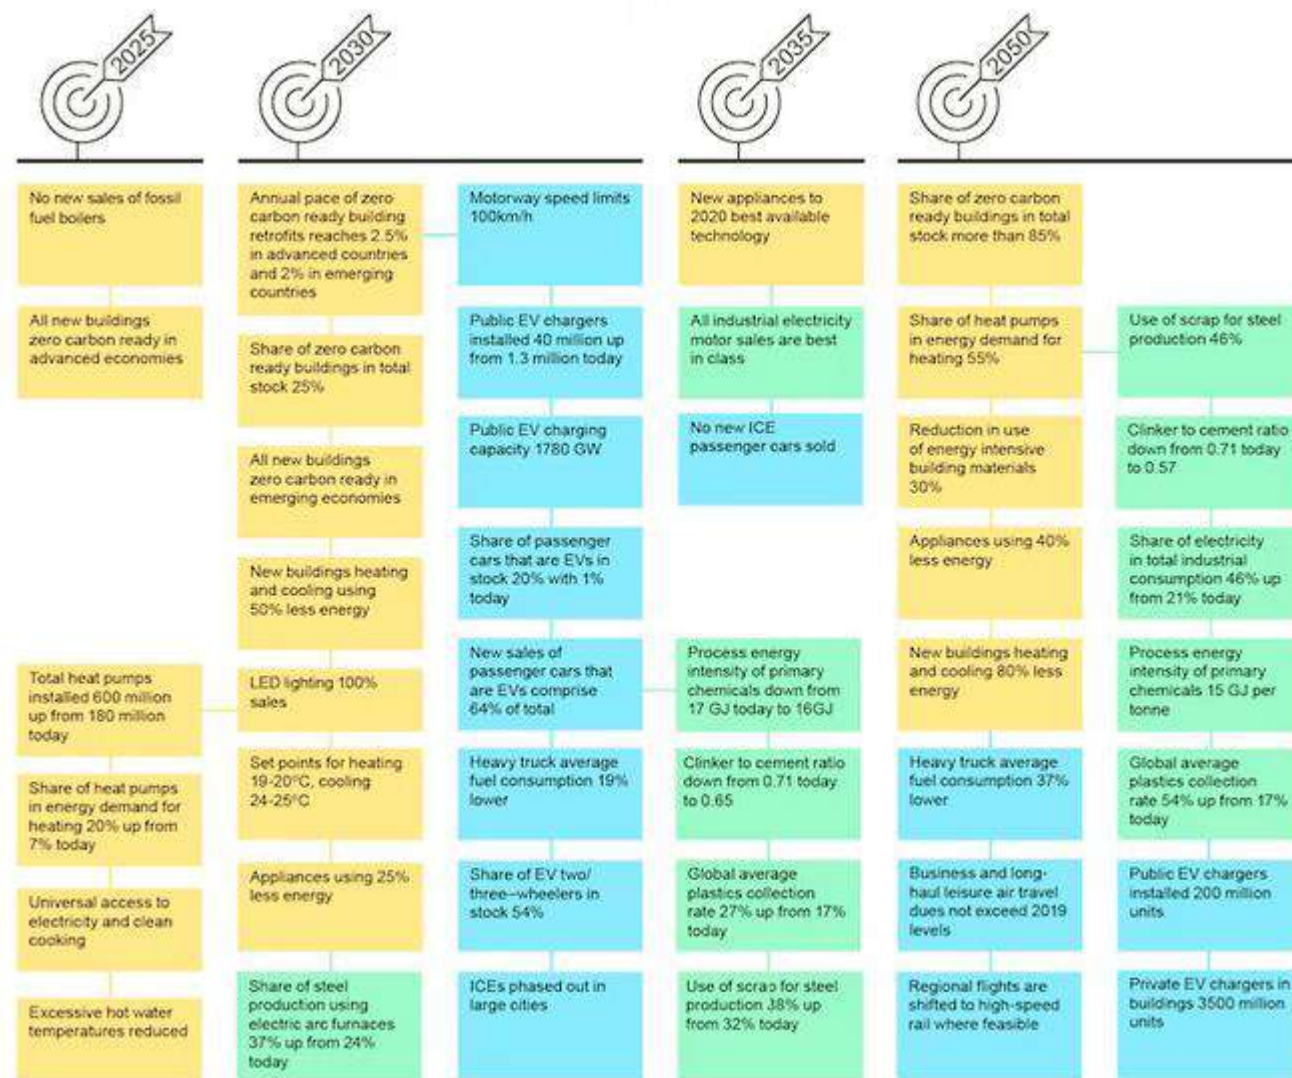 2025
No new sales of fossil
fuel boilers
All new buildings
zero carbon ready in
advanced economies
2030
Annual pace of zero
carbon ready building
retrofits reaches 2.5%
in advanced countries
and 2% in emerging
countries
Share of zero carbon
ready buildings in total
stock 25%
All new buildings
zero carbon ready in
emerging economies
New buildings heating
and cooling using
50% less energy
LED lighting 100%
sales
Set points for heating
19-20°C, cooling
24-25°C
Appliances using 25%
less energy
Share of steel
production using
electric arc furnaces
37% up from 24%
today
Total heat pumps
installed 600 million
up from 180 million
today
Share of heat pumps
in energy demand for
heating 20% up from
7% today
Universal access to
electricity and clean
cooking
Excessive hot water
temperatures reduced
Motorway speed limits
100km/h
Public EV chargers
installed 40 million up
from 1.3 million today
Public EV charging
capacity 1780 GW
Share of passenger
cars that are EVs in
stock 20% with 1%
today
New sales of
passenger cars that
are EVs comprise
64% of total
Heavy truck average
fuel consumption 19%
lower
Share of EV two/
three–wheelers in
stock 54%
ICEs phased out in
large cities
Process energy
intensity of primary
chemicals down from
17 GJ today to 16GJ
Clinker to cement ratio
down from 0.71 today
to 0.65
Global average
plastics collection
rate 27% up from 17%
today
Use of scrap for steel
production 38% up
from 32% today
2035
New appliances to
2020 best available
technology
All industrial electricity
motor sales are best
in class
No new ICE
passenger cars sold
2050
Share of zero carbon
ready buildings in total
stock more than 85%
Share of heat pumps
in energy demand for
heating 55%
Reduction in use
of energy intensive
building materials
30%
Appliances using 40%
less energy
New buildings heating
and cooling 80% less
energy
Heavy truck average
fuel consumption 37%
lower
Business and long-
haul leisure air travel
dues not exceed 2019
levels
Regional flights are
shifted to high-speed
rail where feasible
Use of scrap for steel
production 46%
Clinker to cement ratio
down from 0.71 today
to 0.57
Share of electricity
in total industrial
consumption 46% up
from 21% today
Process energy
intensity of primary
chemicals 15 GJ per
tonne
Global average
plastics collection
rate 54% up from 17%
today
Public EV chargers
installed 200 million
units
Private EV chargers in
buildings 3500 million
units